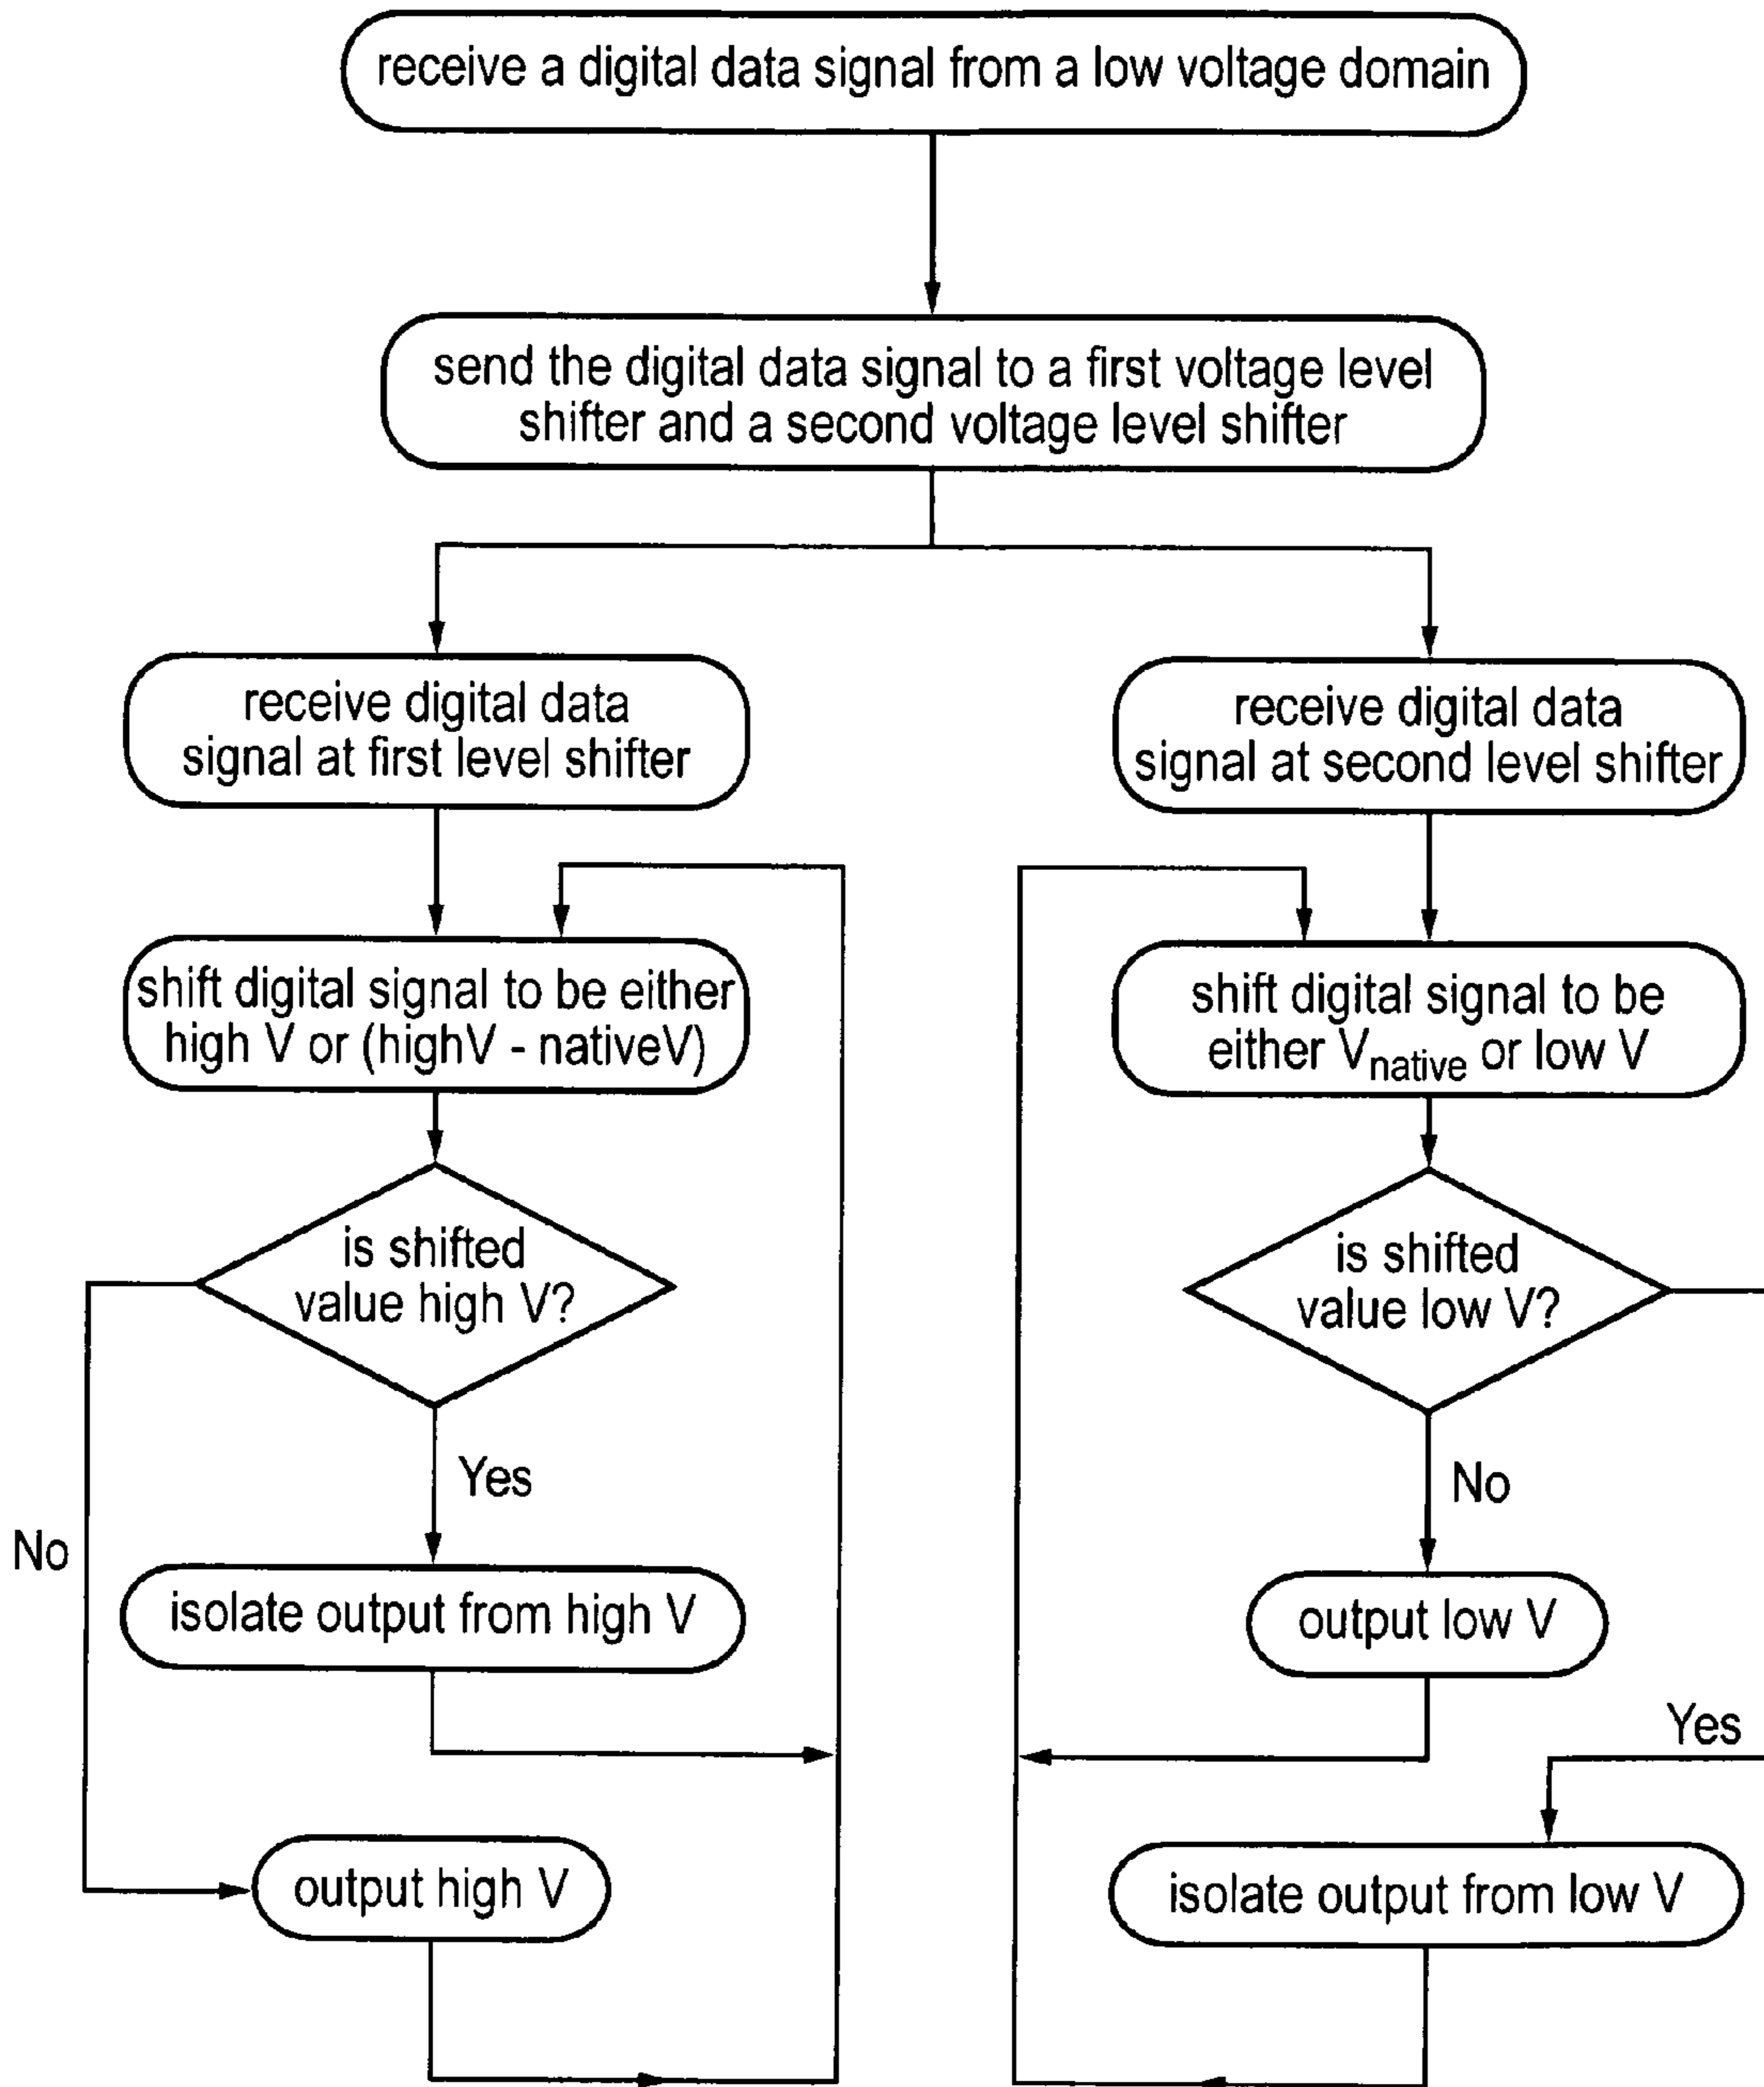 receive a digital data signal from a low voltage domain
send the digital data signal to a first voltage level
shifter and a second voltage level shifter
receive digital data
signal at first level shifter
receive digital data
signal at second level shifter
shift digital signal to be either
high V or (highV - nativeV)
shift digital signal to be
either Vnative or low V
is shifted
value high V?
is shifted
value low V?
Yes
No
No
isolate output from high V
output low V
Yes
output high V
isolate output from low V